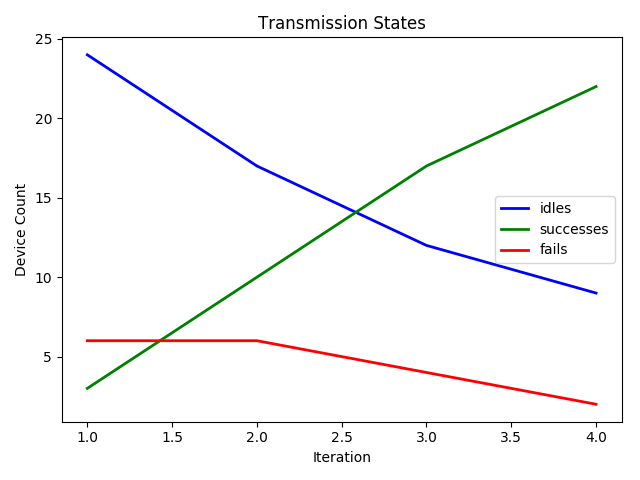 Transmission States
Device Count
25
20
15
10
5
idles
successes
fails
1.0 1.5 2.0 2.5 3.0 3.5 4.0
Iteration